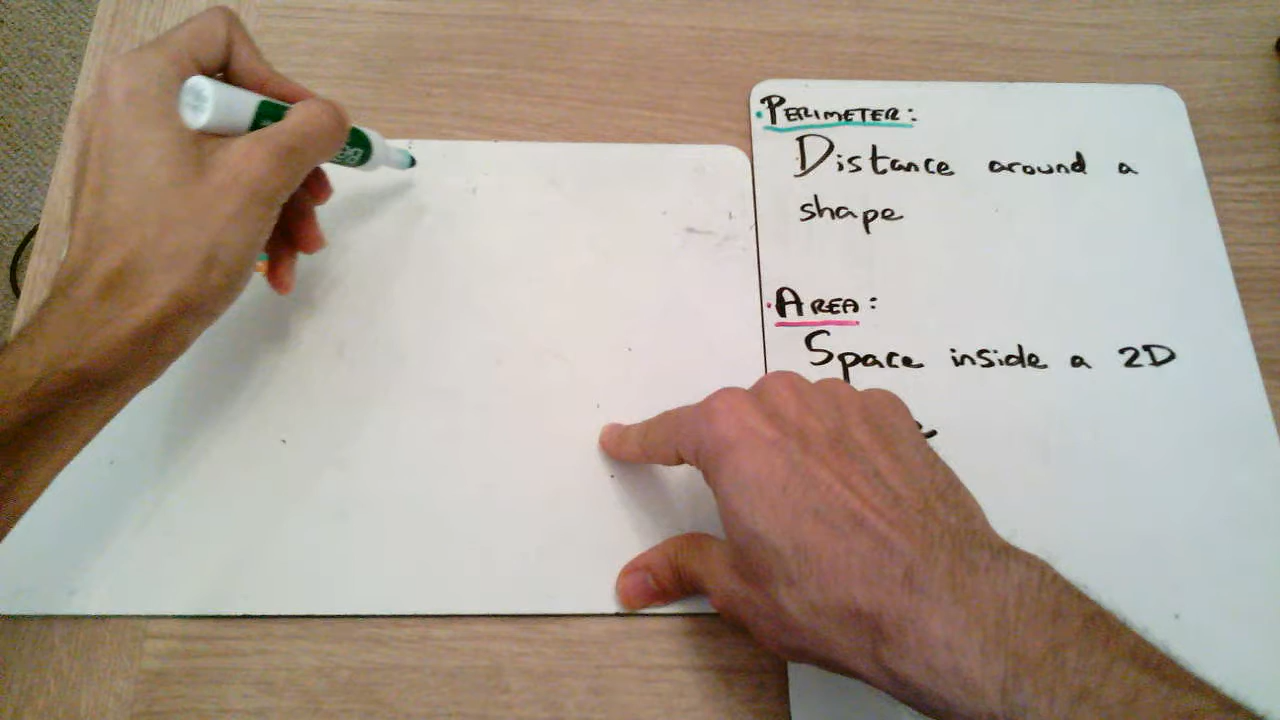 PERIMETER:
Distance around a
shape
AREA:
Space inside a 2D